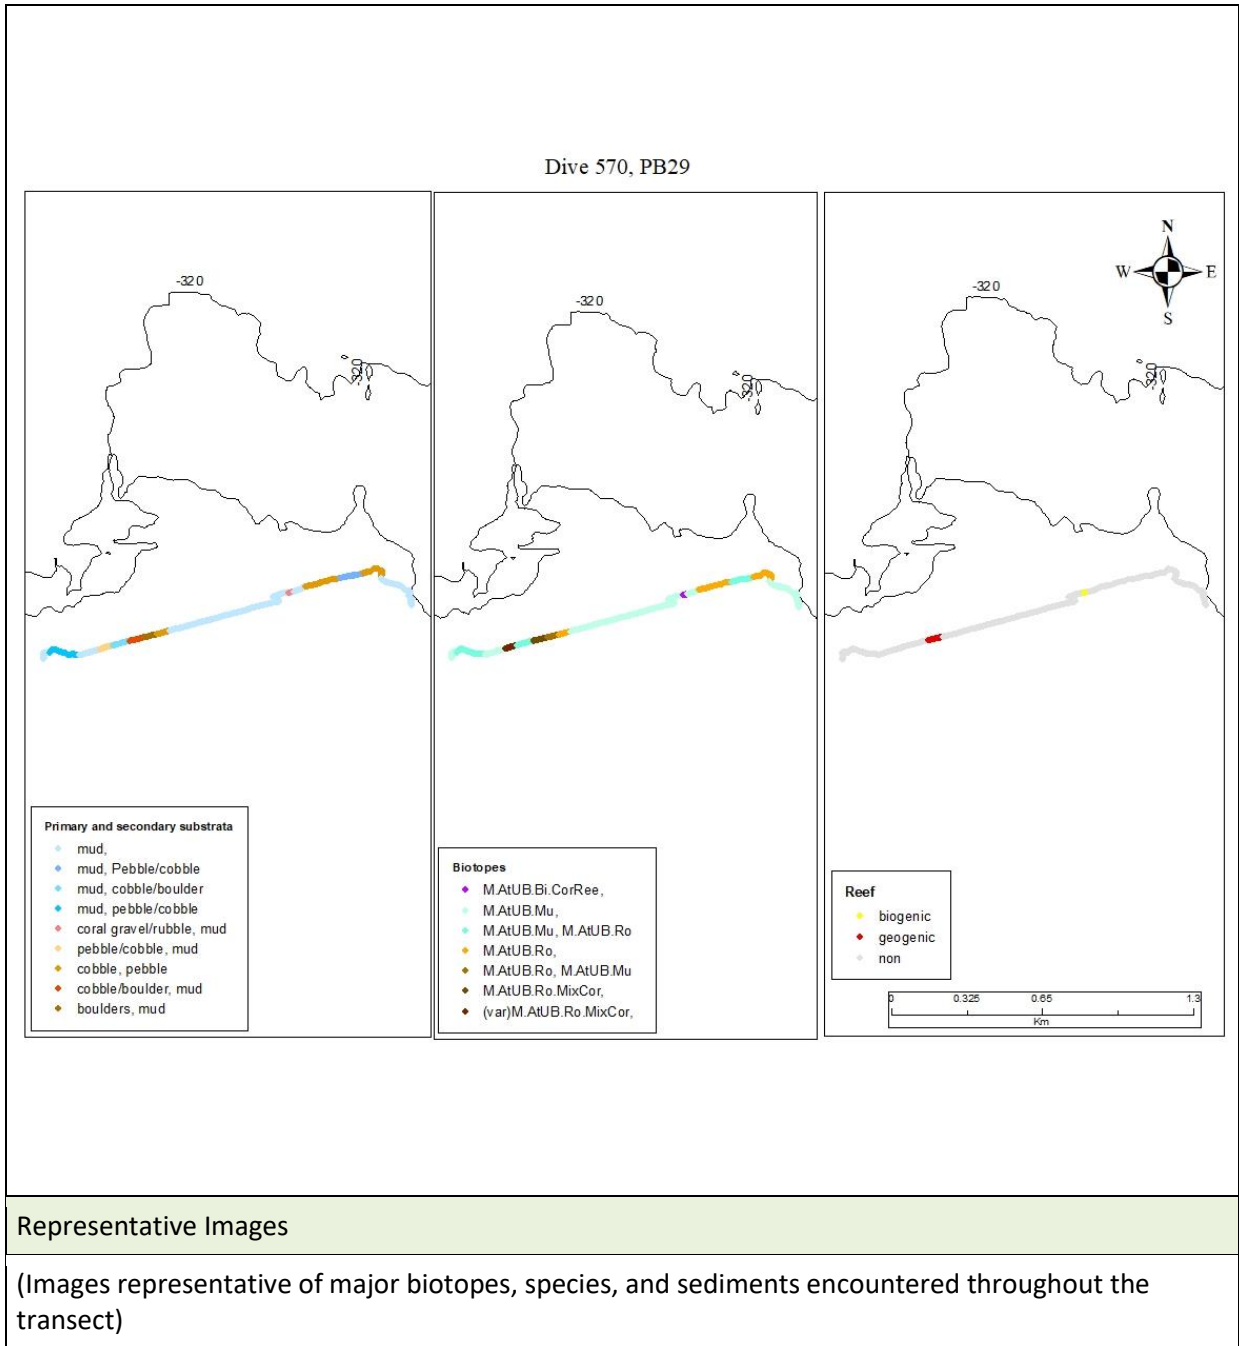 Dive 570, PB29
-320
-320
Primary and secondary substrata
mud,
mud, Pebble/cobble
mud, cobble/boulder
mud, pebble/cobble
coral gravel/rubble, mud
pebble/cobble, mud
cobble, pebble
cobble/boulder, mud
boulders, mud
-320
-320
Biotopes
M.AtUB.Bi.CorRee,
M.AtUB.Mu,
M.AtUB.Mu, M.AtUB.Ro
M.AtUB.Ro,
M.AtUB.Ro, M.AtUB.Mu
M.AtUB.Ro.MixCor,
(var)M.AtUB.Ro.MixCor,
N
W E
S
-320
-320
Reef
biogenic
geogenic
non
0 0.325 0.65 1.3
Km
Representative Images
(Images representative of major biotopes, species, and sediments encountered throughout the
transect)